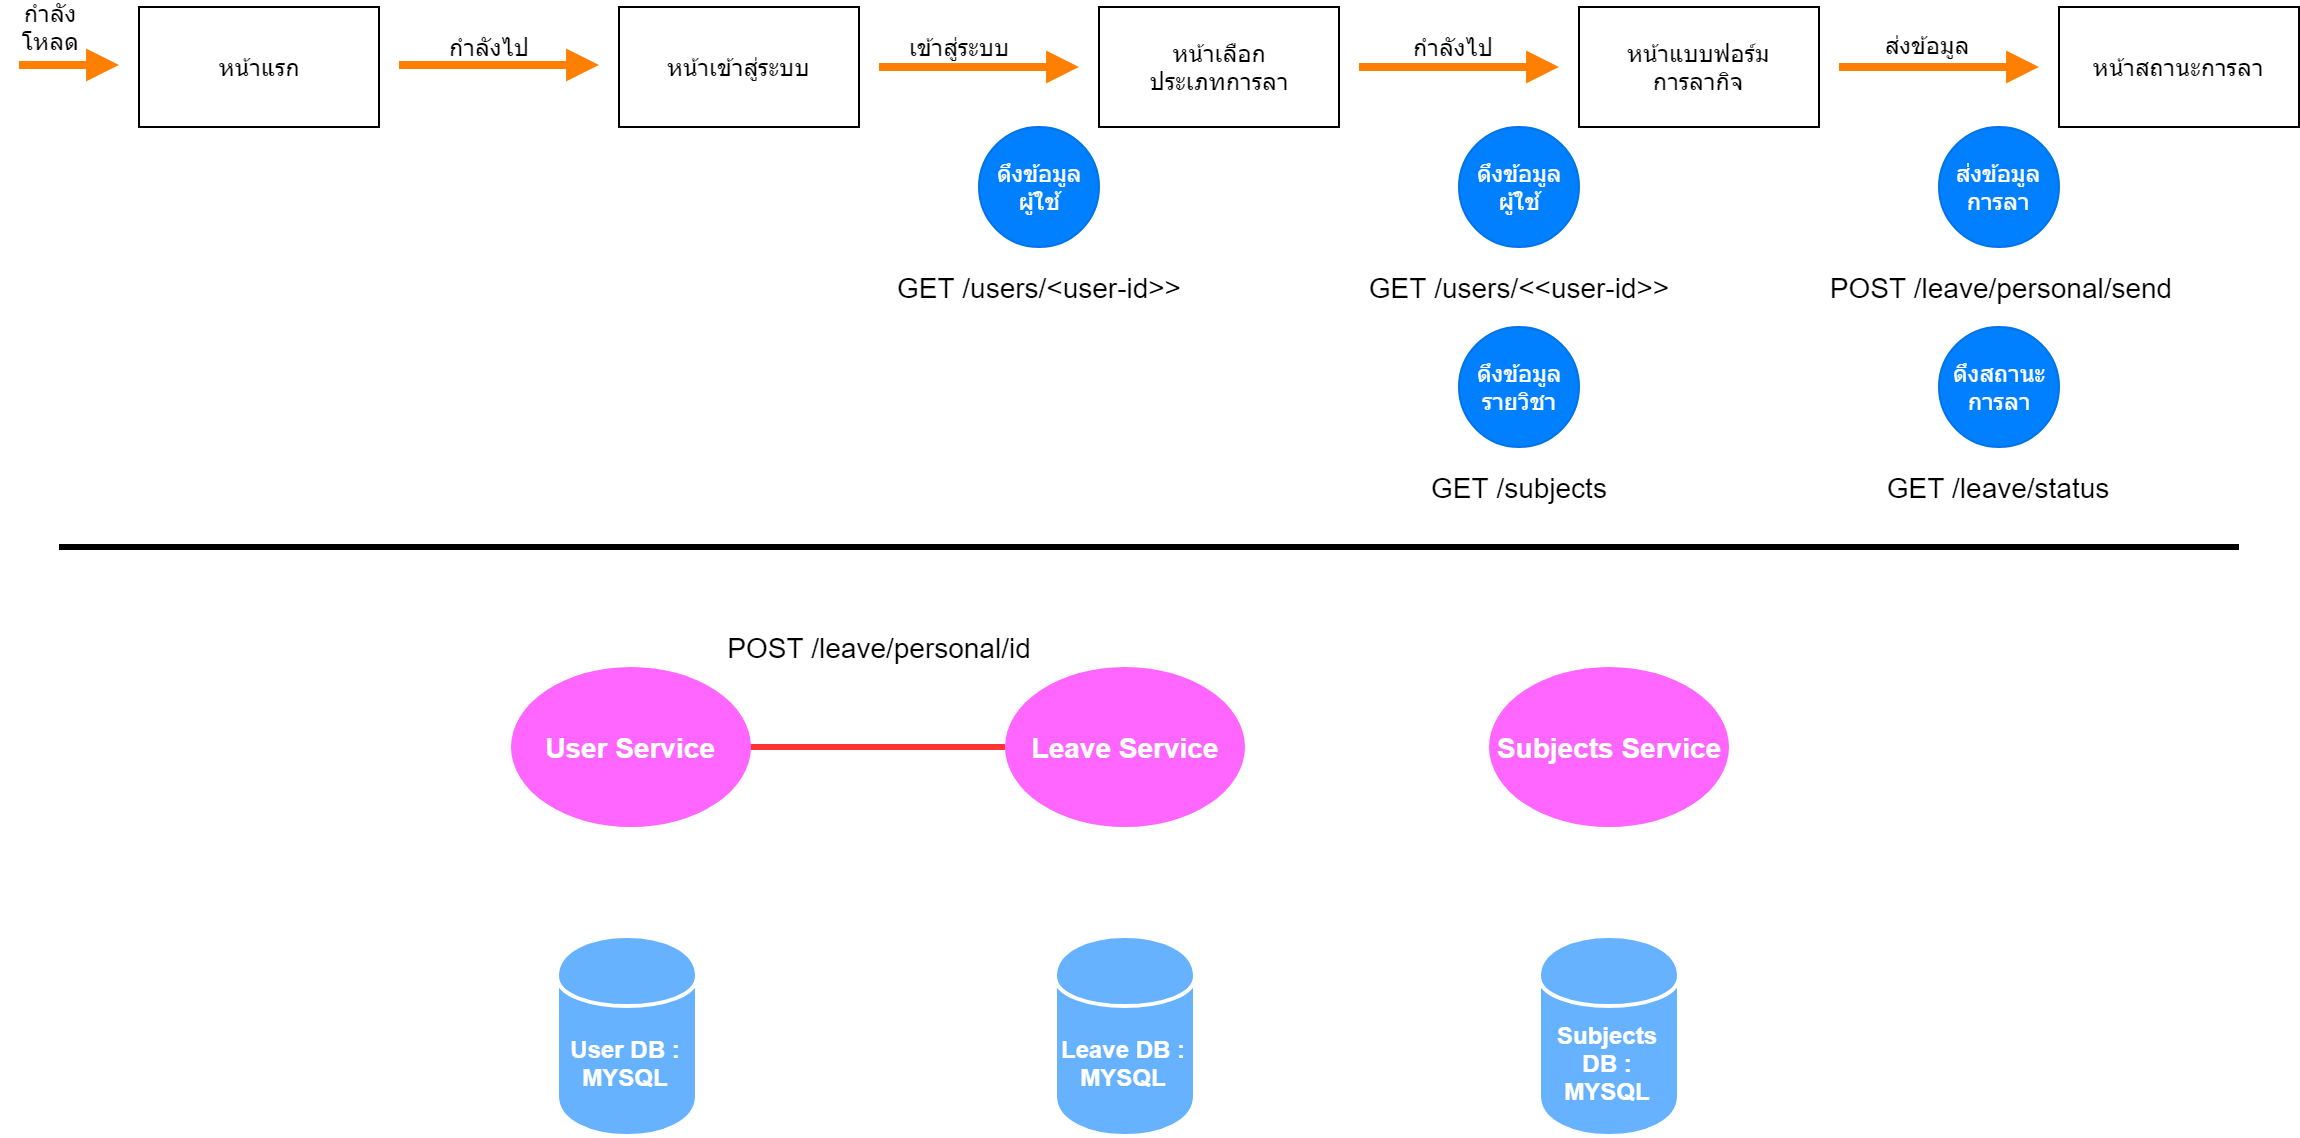 กำลัง
โหลด
หน้าแรก
กำลังไป
หน้าเข้าสู่ระบบ
เข้าสู่ระบบ
หน้าเลือก
ประเภทการลา
กำลังไป
หน้าแบบฟอร์ม
การลากิจ
ส่งข้อมูล
หน้าสถานะการลา
ดึงข้อมูล
ผู้ใช้
GET /users/<user-id>>
ดึงข้อมูล
ผู้ใช้
GET /users/<<user-id>>
ส่งข้อมูล
การลา
POST /leave/personal/send
ดึงข้อมูล
รายวิชา
GET /subjects
ดึงสถานะ
การลา
GET /leave/status
POST /leave/personal/id
User Service
Leave Service
Subjects Service
User DB :
MYSQL
Leave DB :
MYSQL
Subjects
DB :
MYSQL